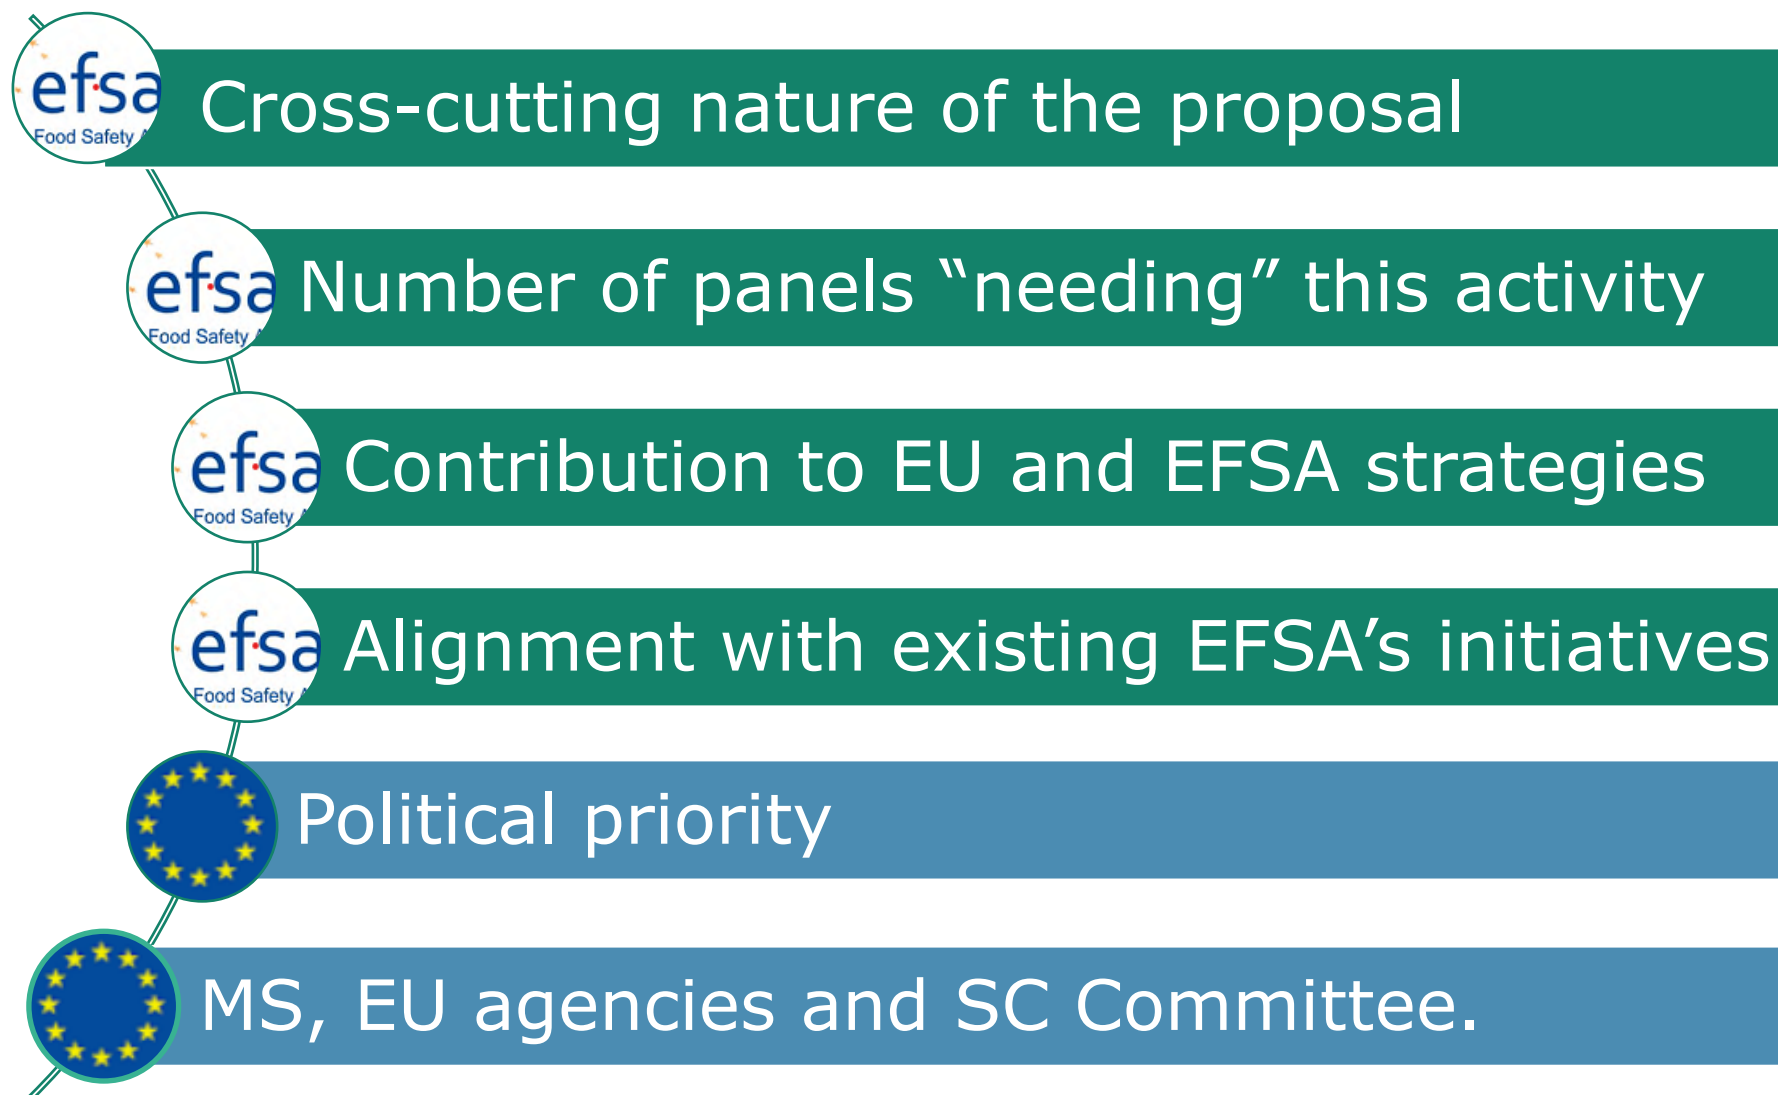 efsa
Food Safety A
Cross-cutting nature of the proposal
efsa
Food Safety A
Number of panels “needing” this activity
efsa
Food Safety A
Contribution to EU and EFSA strategies
efsa
Food Safety A
Alignment with existing EFSA’s initiatives
Political priority
MS, EU agencies and SC Committee.